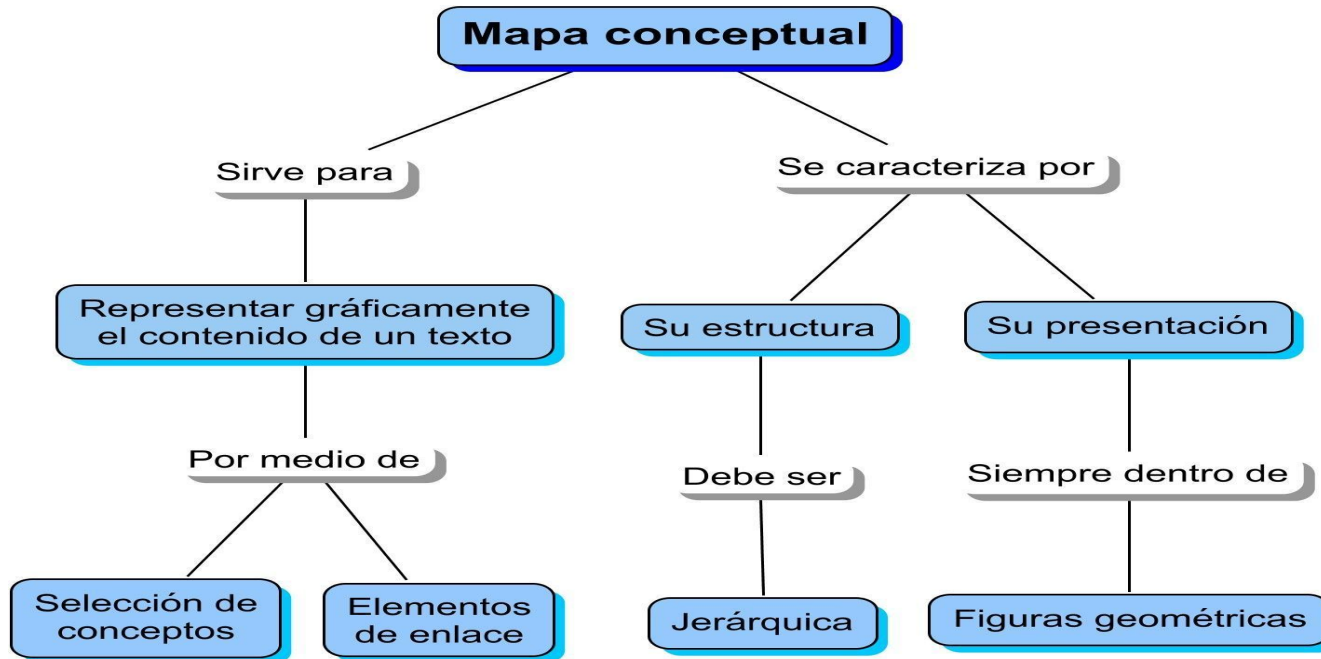 Mapa conceptual
Sirve para
Se caracteriza por
Representar gráficamente
el contenido de un texto
Su estructura
Su presentación
Por medio de
Debe ser
Siempre dentro de
Selección de
conceptos
Elementos
de enlace
Jerárquica
Figuras geométricas